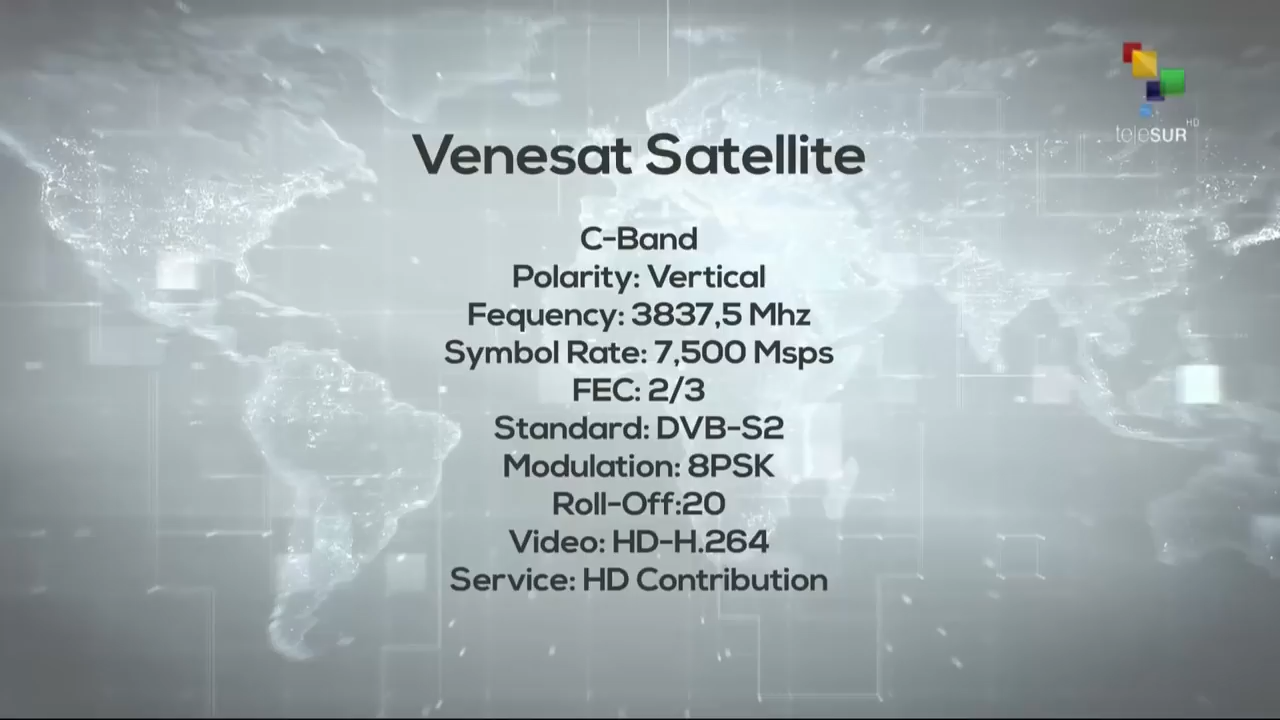 HD
teleSUR
Venesat Satellite
C-Band
Polarity: Vertical
Fequency: 3837,5 Mhz
Symbol Rate: 7,500 Msps
FEC: 2/3
Standard: DVB-S2
Modulation: 8PSK
Roll-Off:20
Video: HD-H.264
Service: HD Contribution